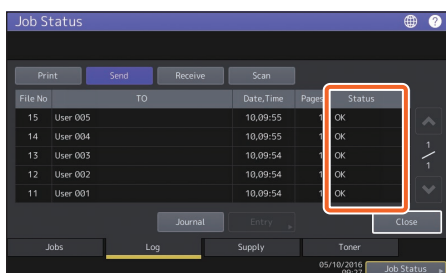 Job Status
?
Print Send Receive Scan
File No TO Date,Time Pages Status
15 User 005 10,09:55 1 OK
14 User 004 10,09:55 1 OK
13 User 003 10,09:54 1 OK
12 User 002 10,09:54 1 OK
11 User 001 10,09:54 1 OK
1
1
Journal Entry Close
Jobs Log Supply Toner
05/10/2016
09:27 Job Status